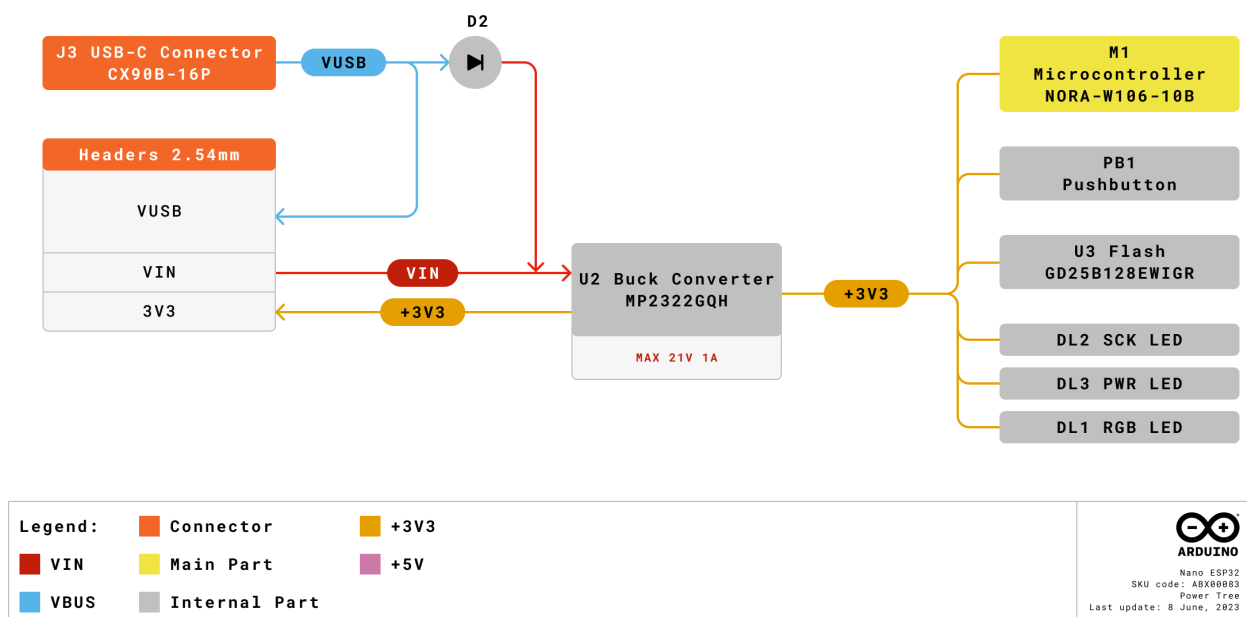 D2
J3 USB-C Connector
CX90B-16P
VUSB
M1
Microcontroller
NORA-W106-10B
Headers 2.54mm
VUSB
VIN
3V3
VIN
+3V3
U2 Buck Converter
MP2322GQH
MAX 21V 1A
+3V3
PB1
Pushbutton
U3 Flash
GD25B128EWIGR
DL2 SCK LED
DL3 PWR LED
DL1 RGB LED
Legend:
VIN
VBUS
Connector
Main Part
Internal Part
+3V3
+5V
ARDUINO
Nano ESP32
SKU code: ABX00083
Power Tree
Last update: 8 June, 2023